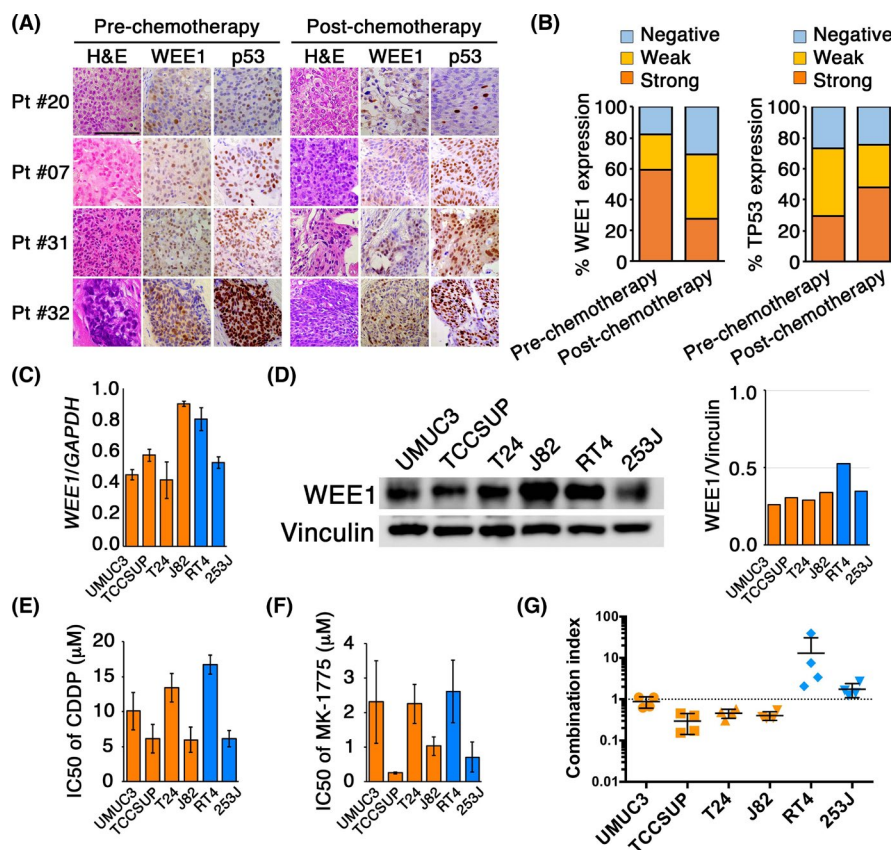 (A)
Pre-chemotherapy Post-chemotherapy
H&E WEE1 p53 H&E WEE1 p53
Pt #20
Pt #07
Pt #31
Pt #32
(B)
Negative Negative
Weak Weak
Strong Strong
% WEE1 expression
100
80
60
40
20
0
Pre-chemotherapy
Post-chemotherapy
% TP53 expression
100
80
60
40
20
0
Pre-chemotherapy
Post-chemotherapy
(C)
WEE1/GAPDH
1.0
0.8
0.6
0.4
0.2
0.0
UMUC3 TCCSUP T24 J82 RT4 253J
(D)
UMUC3 TCCSUP T24 J82 RT4 253J
WEE1
Vinculin
WEE1/Vinculin
1.0
0.5
0.0
UMUC3 TCCSUP T24 J82 RT4 253J
(E)
IC50 of CDDP (μM)
20
15
10
5
0
UMUC3 TCCSUP T24 J82 RT4 253J
(F)
IC50 of MK-1775 (μM)
4
3
2
1
0
UMUC3 TCCSUP T24 J82 RT4 253J
(G)
Combination index
100
10
1
0.1
0.01
UMUC3 TCCSUP T24 J82 RT4 253J